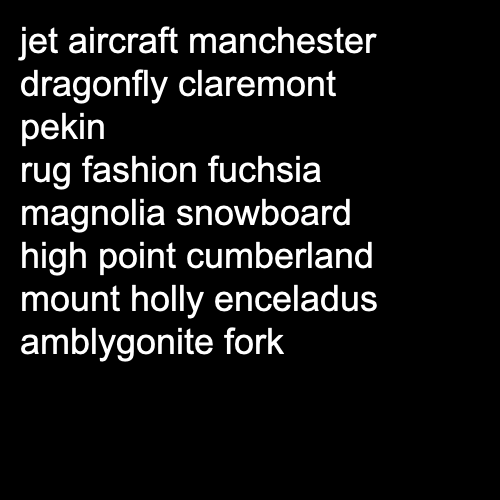 jet aircraft manchester
dragonfly claremont
pekin
rug fashion fuchsia
magnolia snowboard
high point cumberland
mount holly enceladus
amblygonite fork